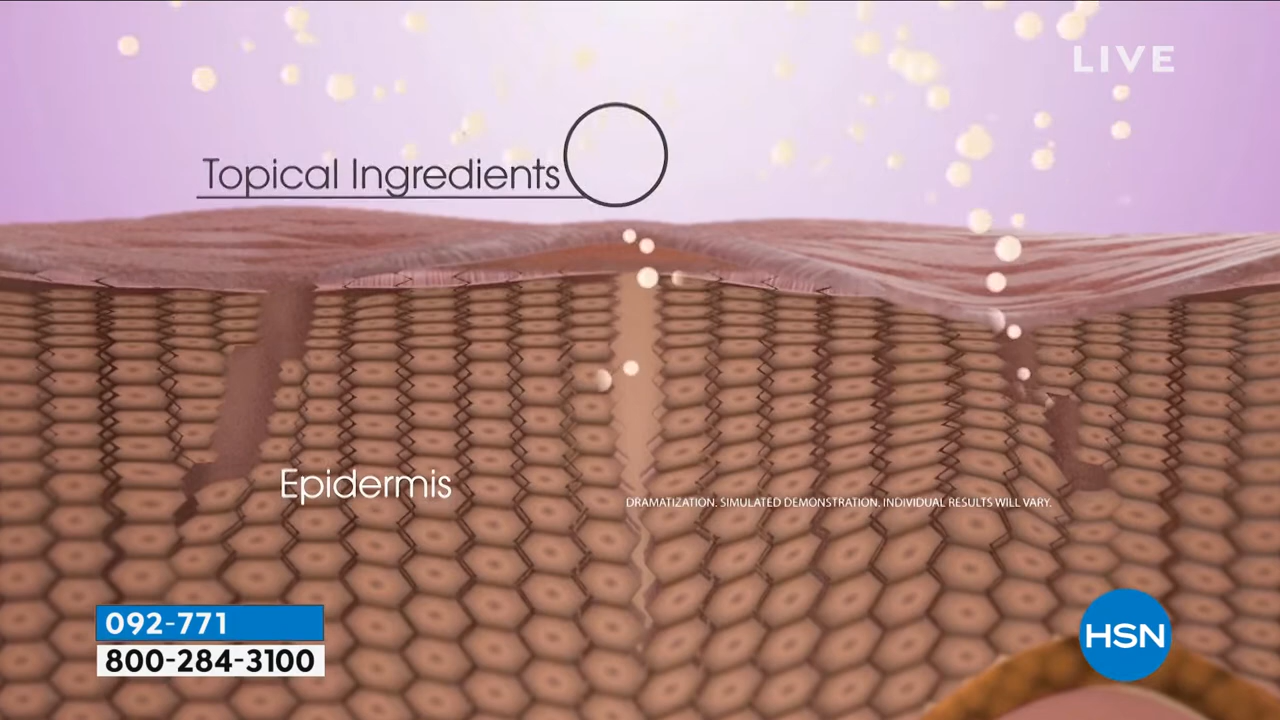 LIVE
Topical Ingredients
Epidermis
DRAMATIZATION. SIMULATED DEMONSTRATION. INDIVIDUAL RESULTS WILL VARY.
092-771
800-284-3100
HSN